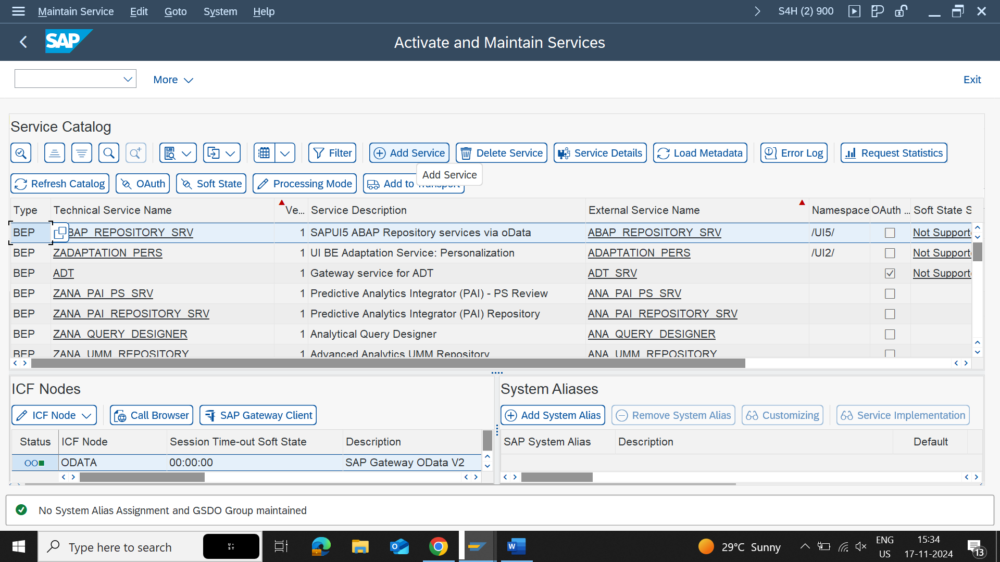 Maintain Service Edit Goto System Help S4H (2) 900
SAP Activate and Maintain Services
More Exit
Service Catalog
Filter Add Service Delete Service Service Details Load Metadata Error Log Request Statistics
Add Service
Refresh Catalog OAuth Soft State Processing Mode Add to Transport
Type Technical Service Name Ve... Service Description External Service Name Namespace OAuth ... Soft State S
BEP BAP_REPOSITORY_SRV 1 SAPUI5 ABAP Repository services via oData ABAP_REPOSITORY_SRV /UI5/ Not Support
BEP ZADAPTATION_PERS 1 UI BE Adaptation Service: Personalization ADAPTATION_PERS /UI2/ Not Support
BEP ADT 1 Gateway service for ADT ADT_SRV Not Support
BEP ZANA_PAI_PS_SRV 1 Predictive Analytics Integrator (PAI) - PS Review ANA_PAI_PS_SRV
BEP ZANA_PAI_REPOSITORY_SRV 1 Predictive Analytics Integrator (PAI) Repository ANA_PAI_REPOSITORY_SRV
BEP ZANA_QUERY_DESIGNER 1 Analytical Query Designer ANA_QUERY_DESIGNER
BEP ZANA_UMM_REPOSITORY 1 Advanced Analytics UMM Repository ANA_UMM_REPOSITORY
ICF Nodes System Aliases
ICF Node Call Browser SAP Gateway Client Add System Alias Remove System Alias Customizing Service Implementation
Status ICF Node Session Time-out Soft State Description SAP System Alias Description Default
ODATA 00:00:00 SAP Gateway OData V2
No System Alias Assignment and GSDO Group maintained
Type here to search 29°C Sunny ENG 15:34
US 17-11-2024 13